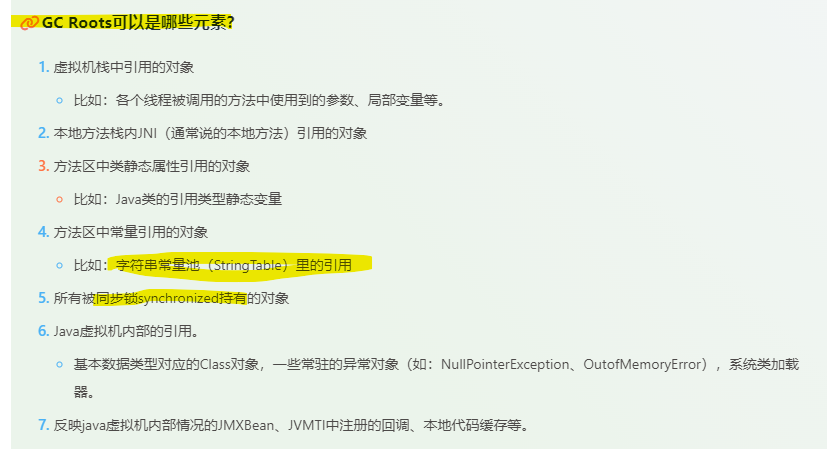 GC Roots可以是哪些元素?
1. 虚拟机栈中引用的对象
比如：各个线程被调用的方法中使用到的参数、局部变量等。
2. 本地方法栈内JNI（通常说的本地方法）引用的对象
3. 方法区中类静态属性引用的对象
比如：Java类的引用类型静态变量
4. 方法区中常量引用的对象
比如：字符串常量池（StringTable）里的引用
5. 所有被同步锁synchronized持有的对象
6. Java虚拟机内部的引用。
基本数据类型对应的Class对象，一些常驻的异常对象（如：NullPointerException、OutofMemoryError），系统类加载
器。
7. 反映java虚拟机内部情况的JMXBean、JVMTI中注册的回调、本地代码缓存等。